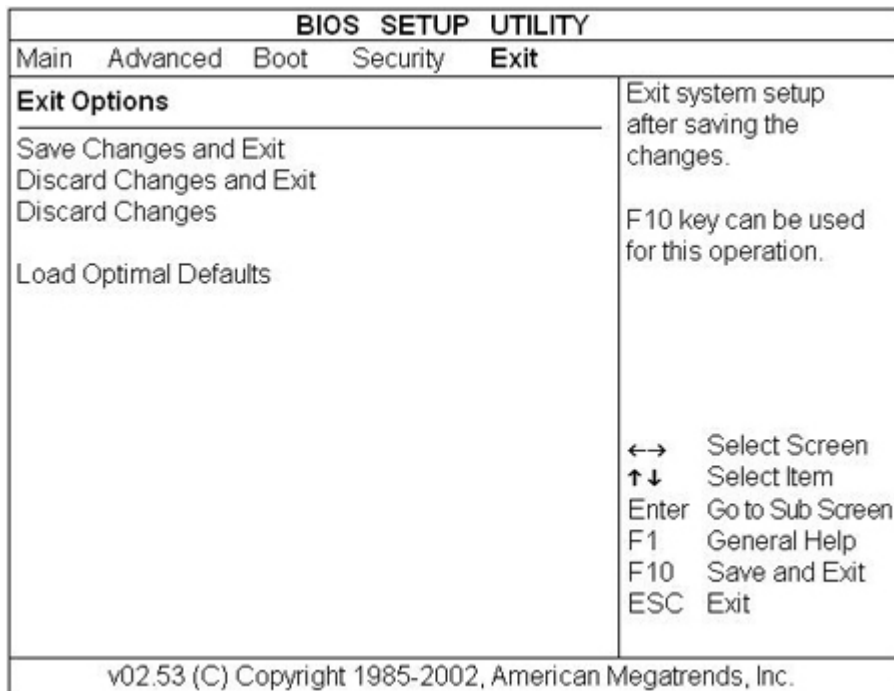 BIOS SETUP UTILITY
Main Advanced Boot Security Exit
Exit Options
Save Changes and Exit
Discard Changes and Exit
Discard Changes
Load Optimal Defaults
Exit system setup
after saving the
changes.
F10 key can be used
for this operation.
←→ Select Screen
↑↓ Select Item
Enter Go to Sub Screen
F1 General Help
F10 Save and Exit
ESC Exit
v02.53 (C) Copyright 1985-2002, American Megatrends, Inc.